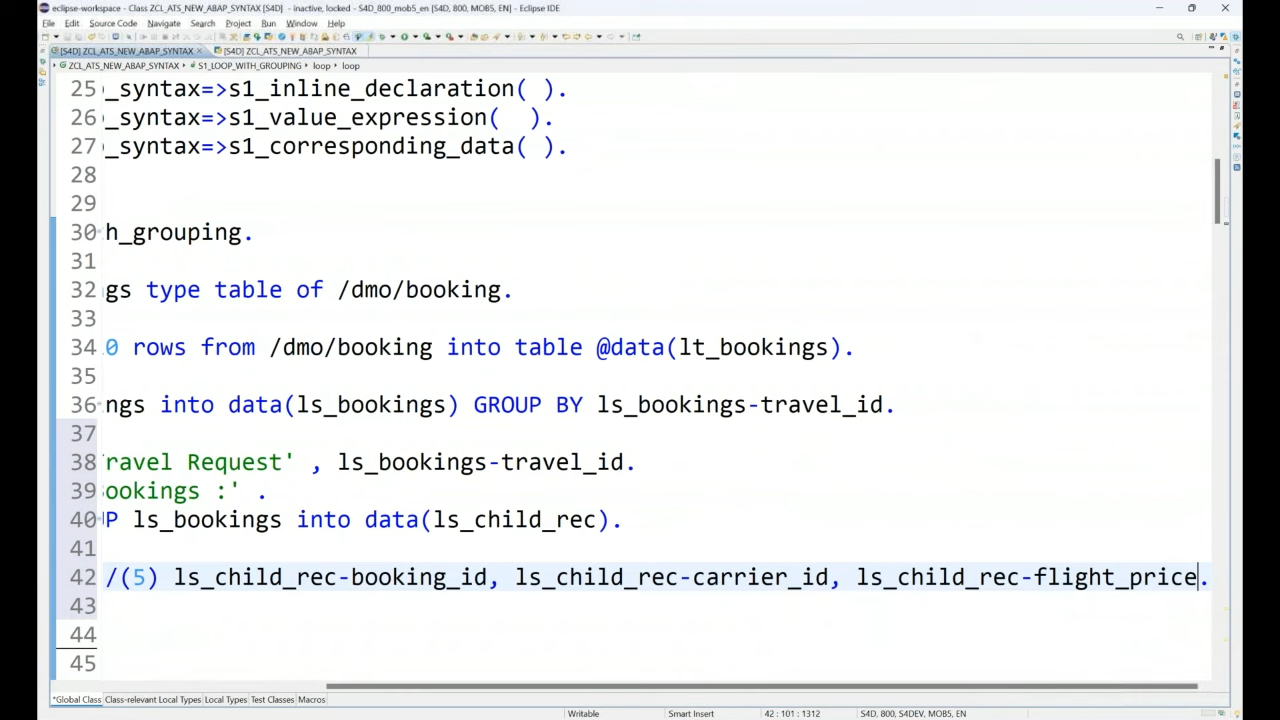 eclipse-workspace - Class ZCL_ATS_NEW_ABAP_SYNTAX [S4D] - inactive, locked - S4D_800_mob5_en [S4D, 800, MOB5, EN] - Eclipse IDE
File Edit Source Code Navigate Search Project Run Window Help
*[S4D] ZCL_ATS_NEW_ABAP_SYNTAX [S4D] ZCL_ATS_NEW_ABAP_SYNTAX
ZCL_ATS_NEW_ABAP_SYNTAX S1_LOOP_WITH_GROUPING loop loop
25 _syntax=>s1_inline_declaration( ).
26 _syntax=>s1_value_expression(  ).
27 _syntax=>s1_corresponding_data( ).
28
29
30 h_grouping.
31
32 gs type table of /dmo/booking.
33
34 0 rows from /dmo/booking into table @data(lt_bookings).
35
36 ngs into data(ls_bookings) GROUP BY ls_bookings-travel_id.
37
38 ravel Request' , ls_bookings-travel_id.
39 ookings :' .
40 P ls_bookings into data(ls_child_rec).
41
42 /(5) ls_child_rec-booking_id, ls_child_rec-carrier_id, ls_child_rec-flight_price.
43
44
45
*Global Class Class-relevant Local Types Local Types Test Classes Macros
Writable Smart Insert 42 : 101 : 1312 S4D, 800, S4DEV, MOB5, EN